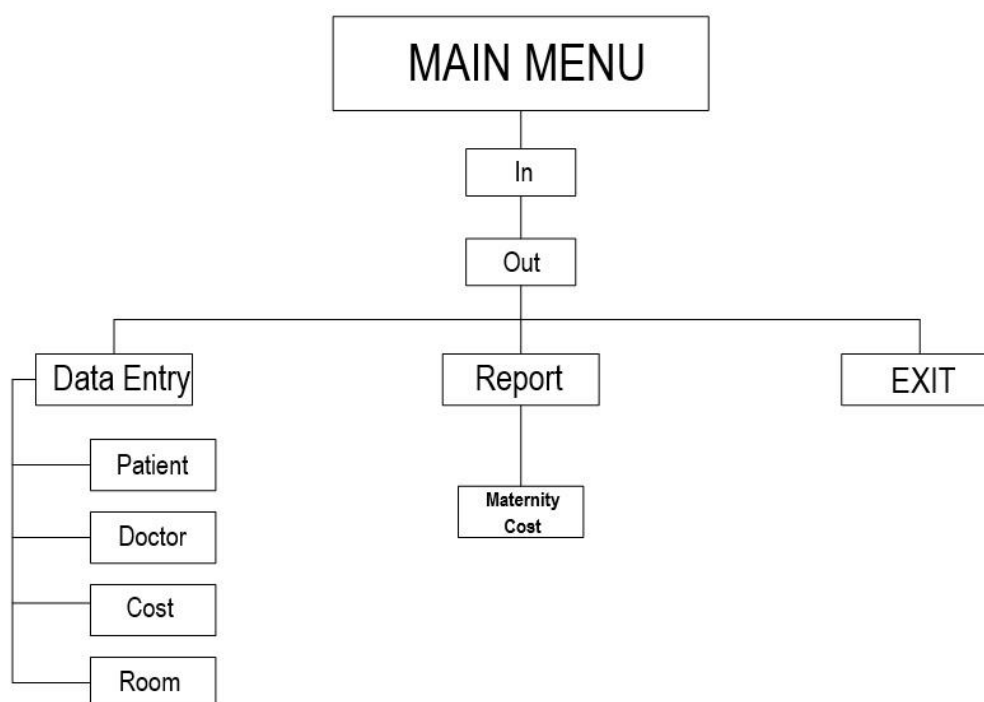 MAIN MENU
In
Out
Data Entry
Report
EXIT
Patient
Doctor
Cost
Room
Maternity
Cost